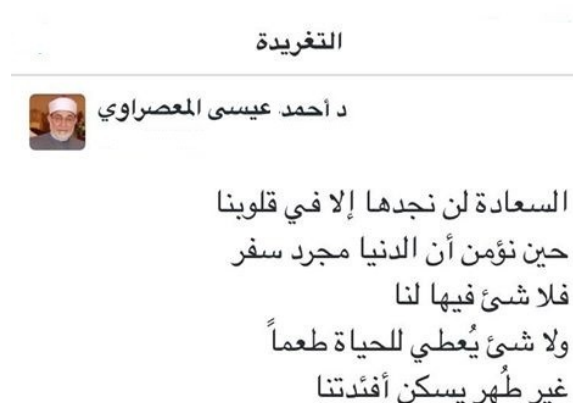 التغريدة
د أحمد عيسى المعصراوي
السعادة لن نجدها إلا في قلوبنا
حين نؤمن أن الدنيا مجرد سفر
فلا شئ فيها لنا
ولا شئ يُعطي للحياة طعماً
غير طُهر يسكن أفئدتنا